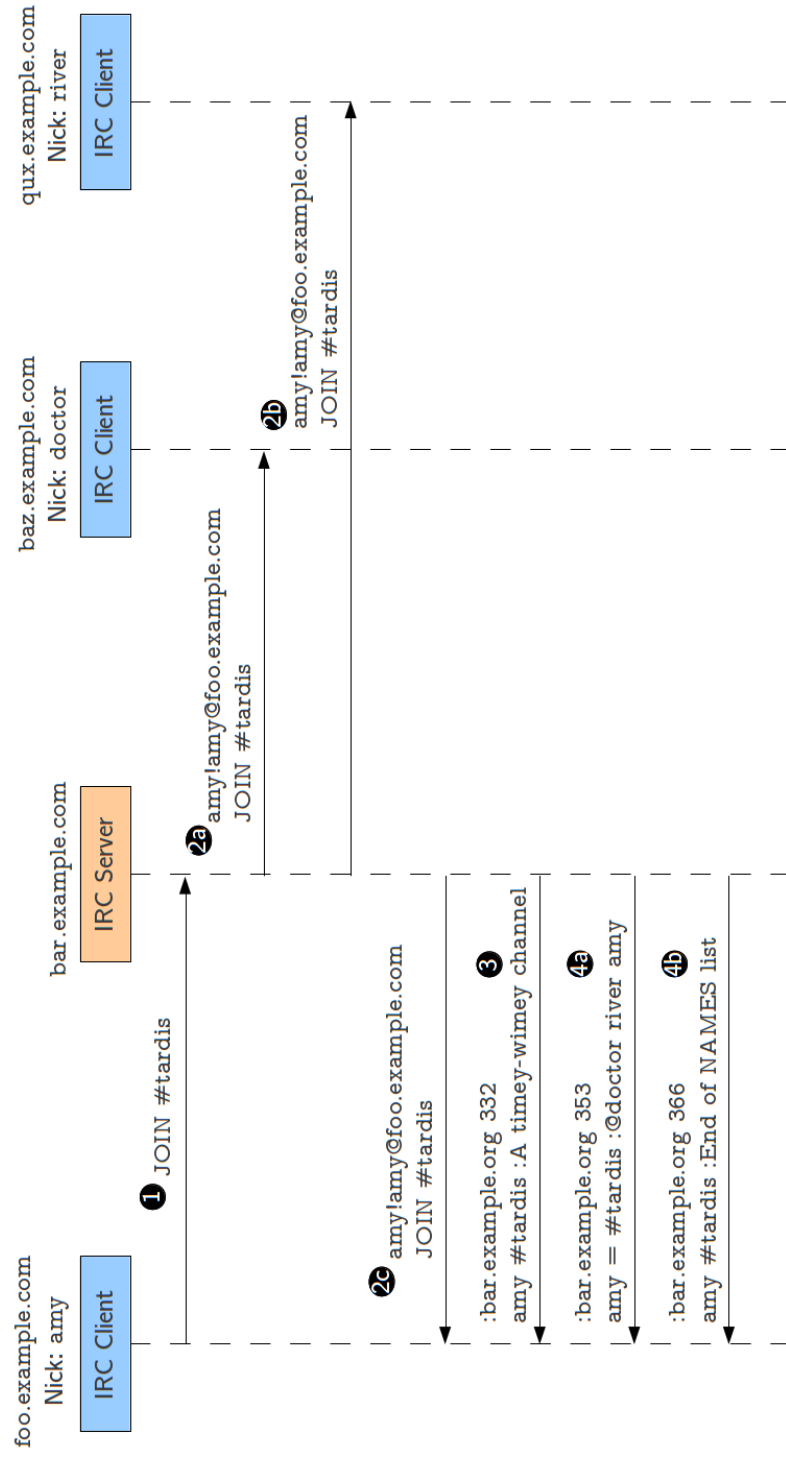 foo.example.com
Nick: amy
IRC Client
bar.example.com
IRC Server
baz.example.com
Nick: doctor
IRC Client
qux.example.com
Nick: river
IRC Client
1 JOIN #tardis
2a amy!amy@foo.example.com
JOIN #tardis
2b
amy!amy@foo.example.com
JOIN #tardis
2c amy!amy@foo.example.com
JOIN #tardis
:bar.example.org 332 3
amy #tardis :A timey-wimey channel
:bar.example.org 353 4a
amy = #tardis :@doctor river amy
:bar.example.org 366 4b
amy #tardis :End of NAMES list